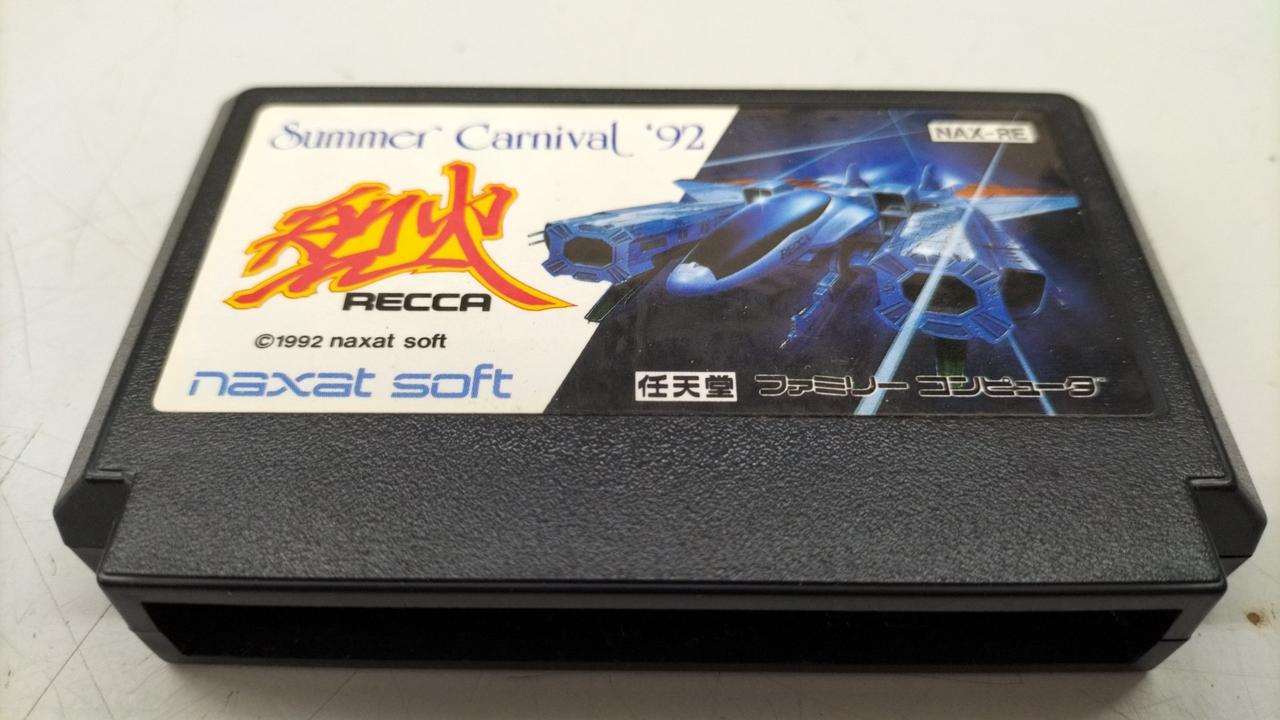 Summer Carnival '92
NAX-RE
烈火
RECCA
RECCA
©1992 naxat soft
naxat soft
任天堂 ファミリー コンピュータ